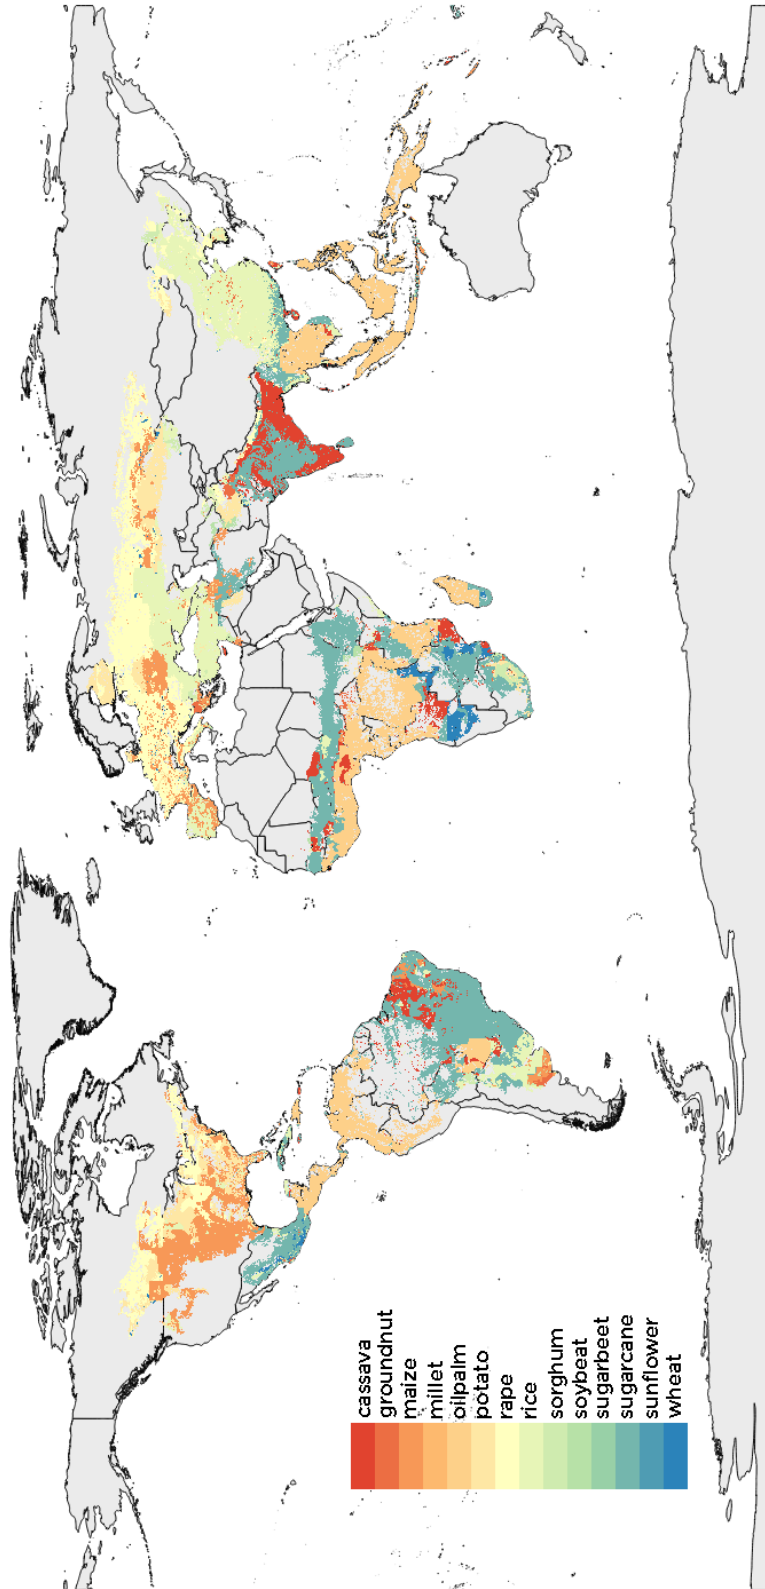 cassava
groundnut
maize
millet
oilpalm
potato
rape
rice
sorghum
soybeat
sugarbeet
sugarcane
sunflower
wheat